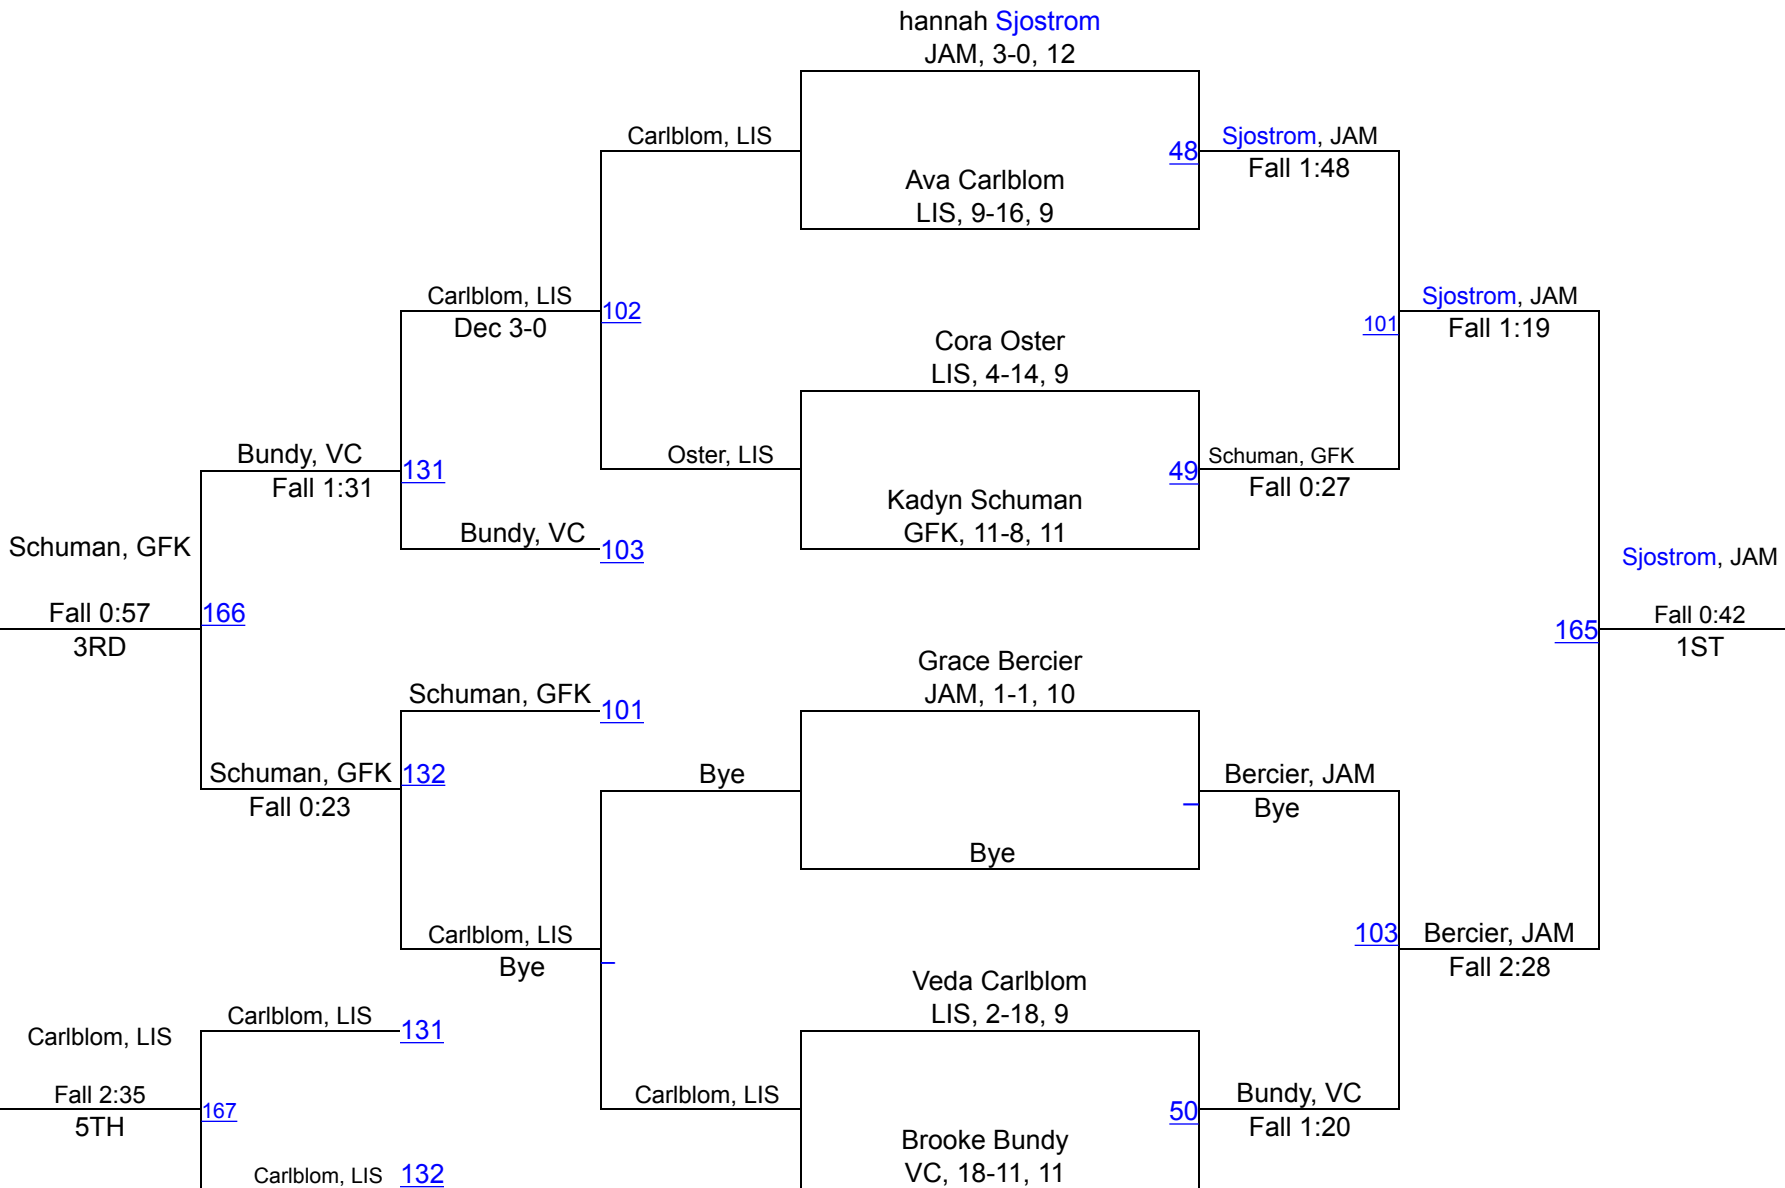 hannah Sjostrom
JAM, 3-0, 12
Carlblom, LIS
48
Sjostrom, JAM
Fall 1:48
Ava Carlblom
LIS, 9-16, 9
Carlblom, LIS
Dec 3-0
102
Sjostrom, JAM
101
Fall 1:19
Cora Oster
LIS, 4-14, 9
Bundy, VC
Fall 1:31
131
Oster, LIS
49
Schuman, GFK
Fall 0:27
Kadyn Schuman
GFK, 11-8, 11
Bundy, VC
103
Schuman, GFK
Fall 0:57
3RD
166
Sjostrom, JAM
165
Fall 0:42
1ST
Grace Bercier
JAM, 1-1, 10
Schuman, GFK
101
Schuman, GFK
Fall 0:23
132
Bye
Bercier, JAM
Bye
Bye
Carlblom, LIS
Bye
103
Bercier, JAM
Fall 2:28
Veda Carlblom
LIS, 2-18, 9
Carlblom, LIS
131
Carlblom, LIS
Fall 2:35
5TH
167
Carlblom, LIS
50
Bundy, VC
Fall 1:20
Brooke Bundy
VC, 18-11, 11
Carlblom, LIS
132